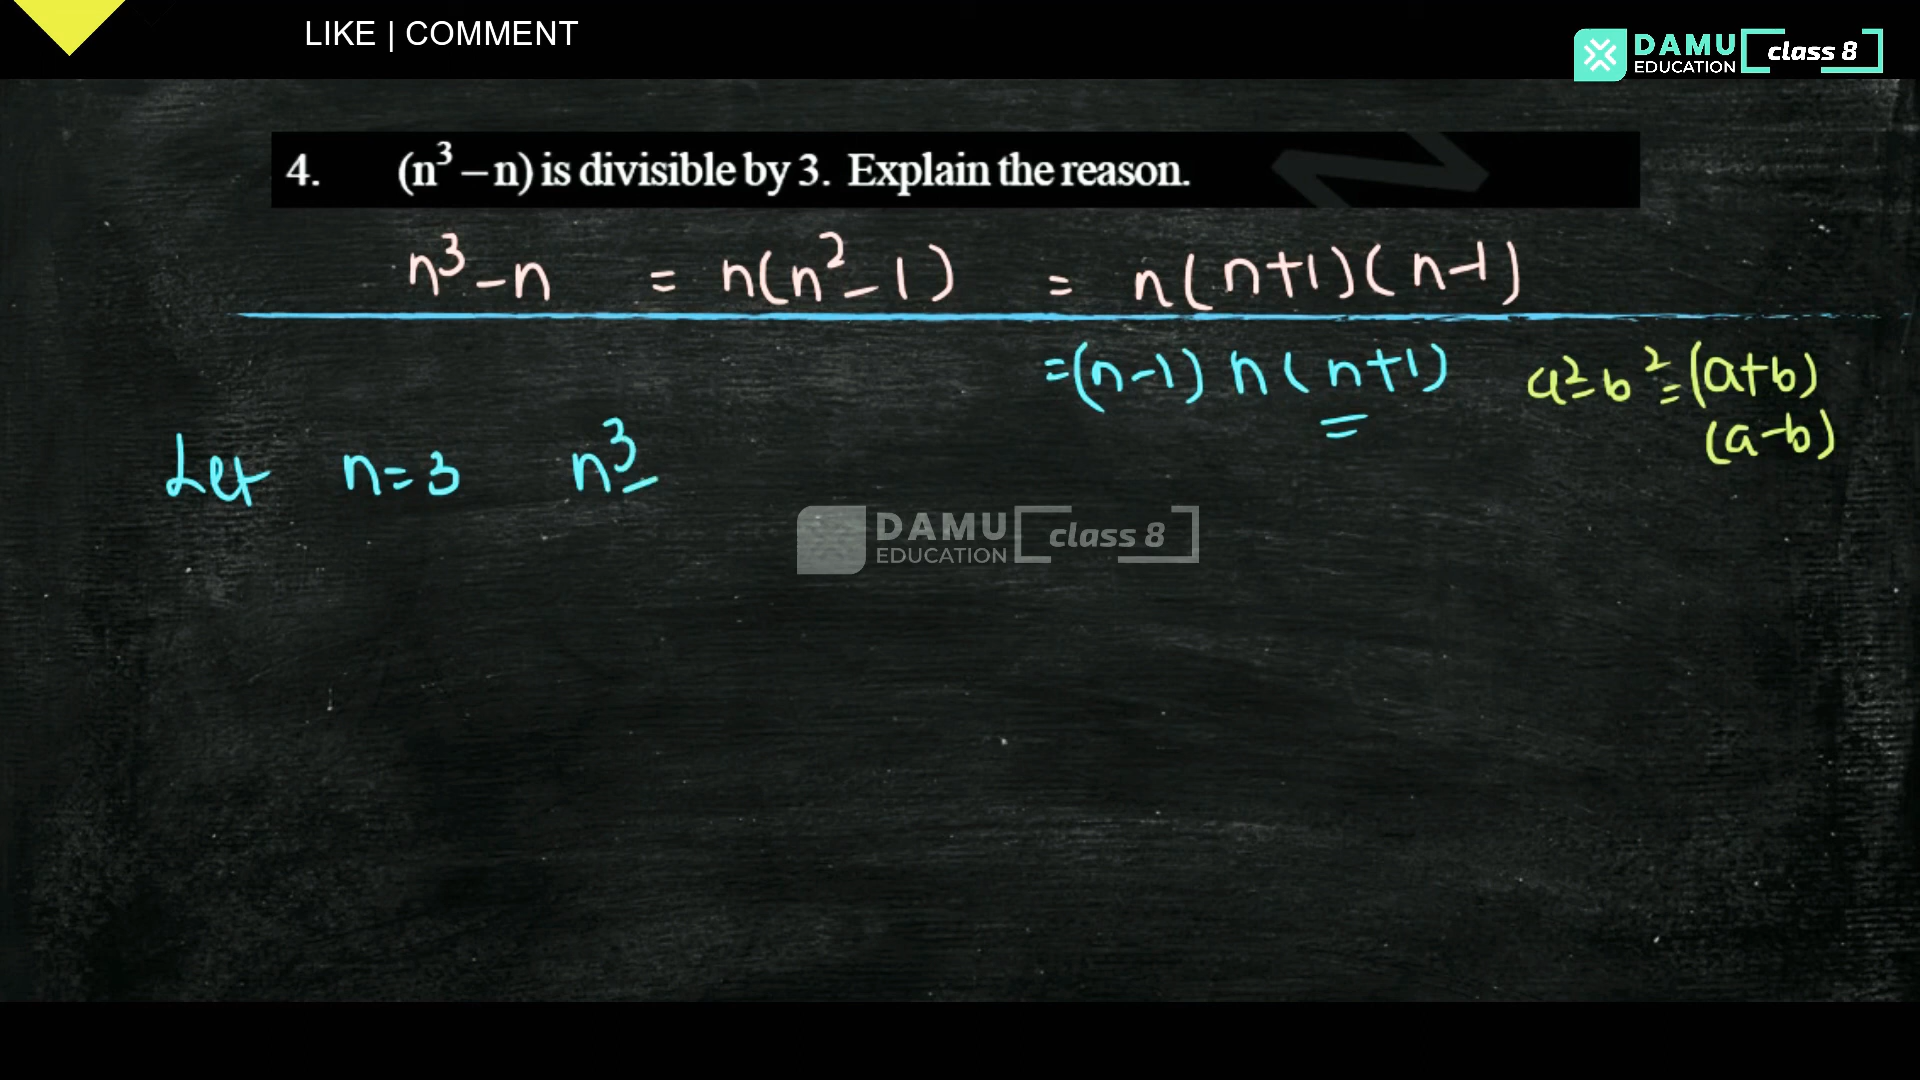 LIKE | COMMENT
DAMU EDUCATION class 8
4. (n³ – n) is divisible by 3. Explain the reason.
n³ – n = n(n² – 1) = n(n+1)(n-1)
=(n-1) n (n+1)
a² – b² = (a+b)
(a-b)
Let n=3 n³ –
DAMU EDUCATION class 8